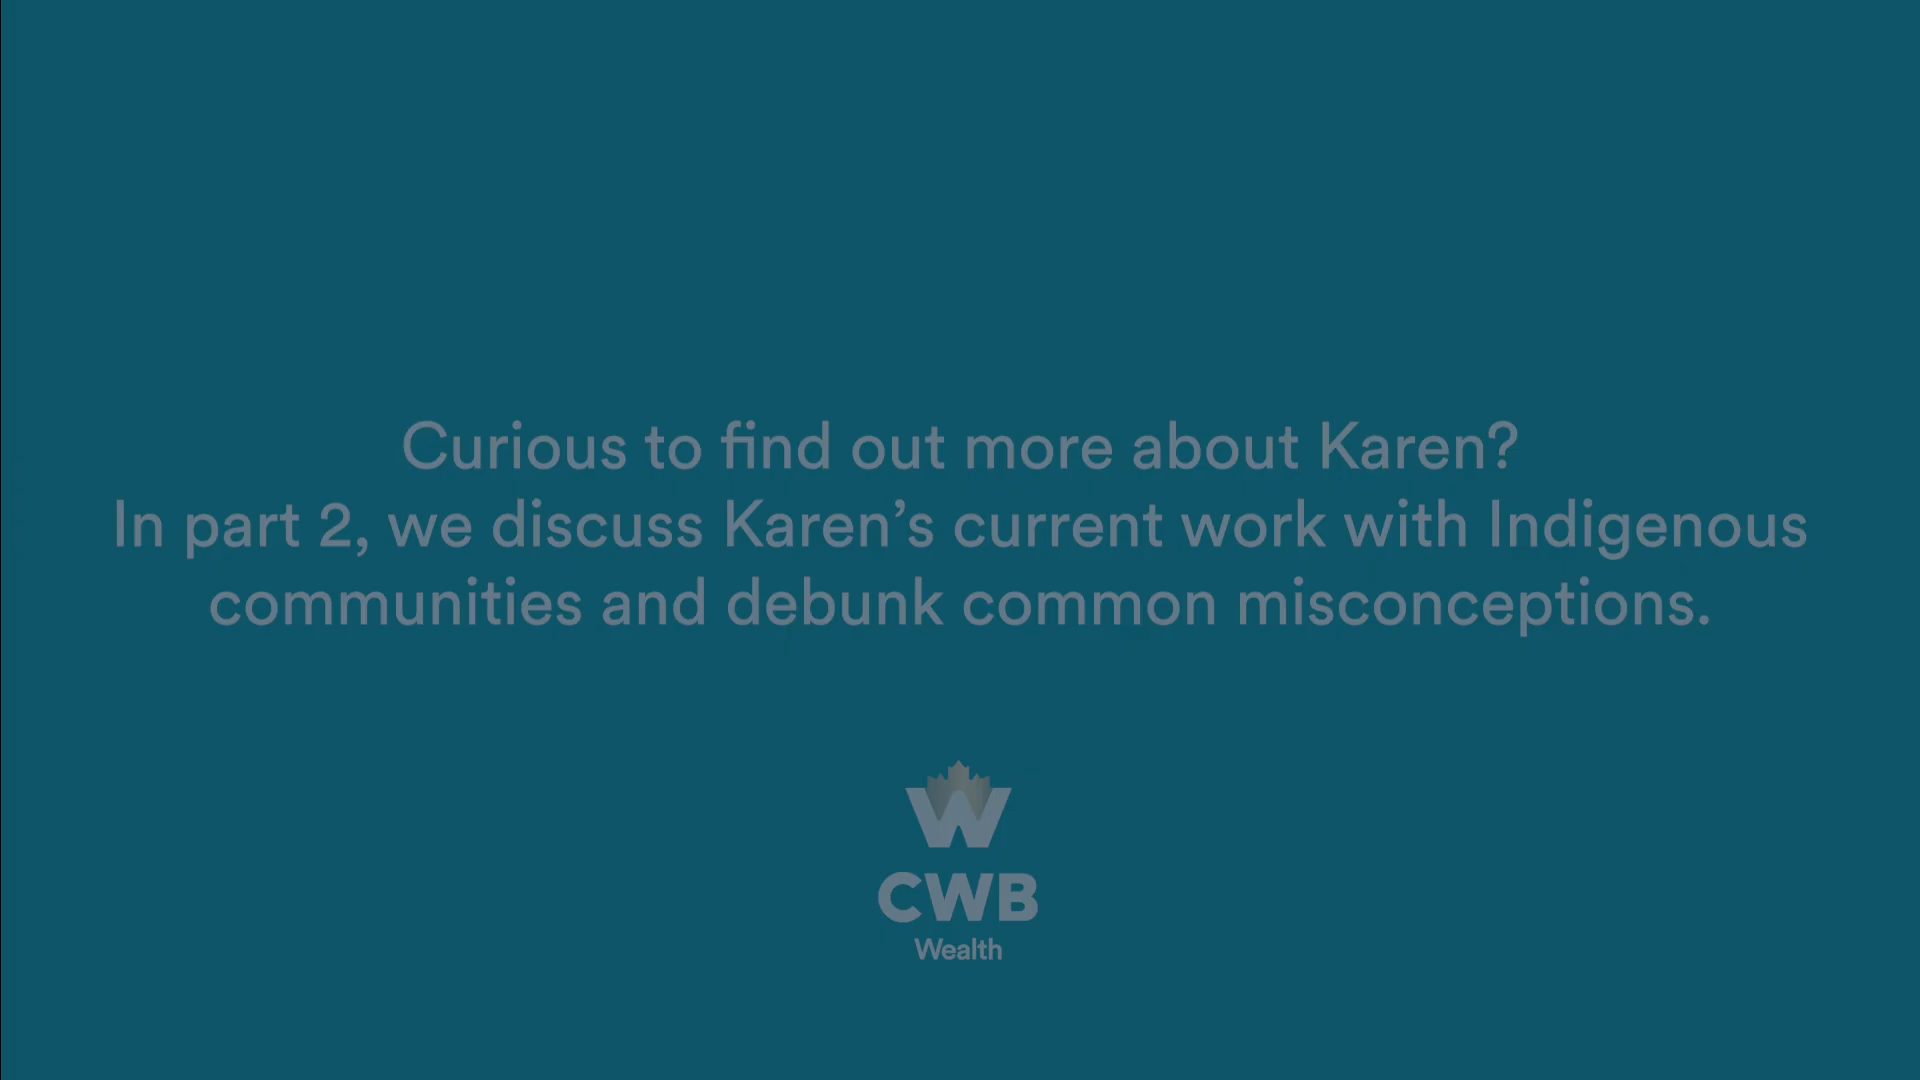 Curious to find out more about Karen?
In part 2, we discuss Karen’s current work with Indigenous
communities and debunk common misconceptions.
W
CWB
Wealth